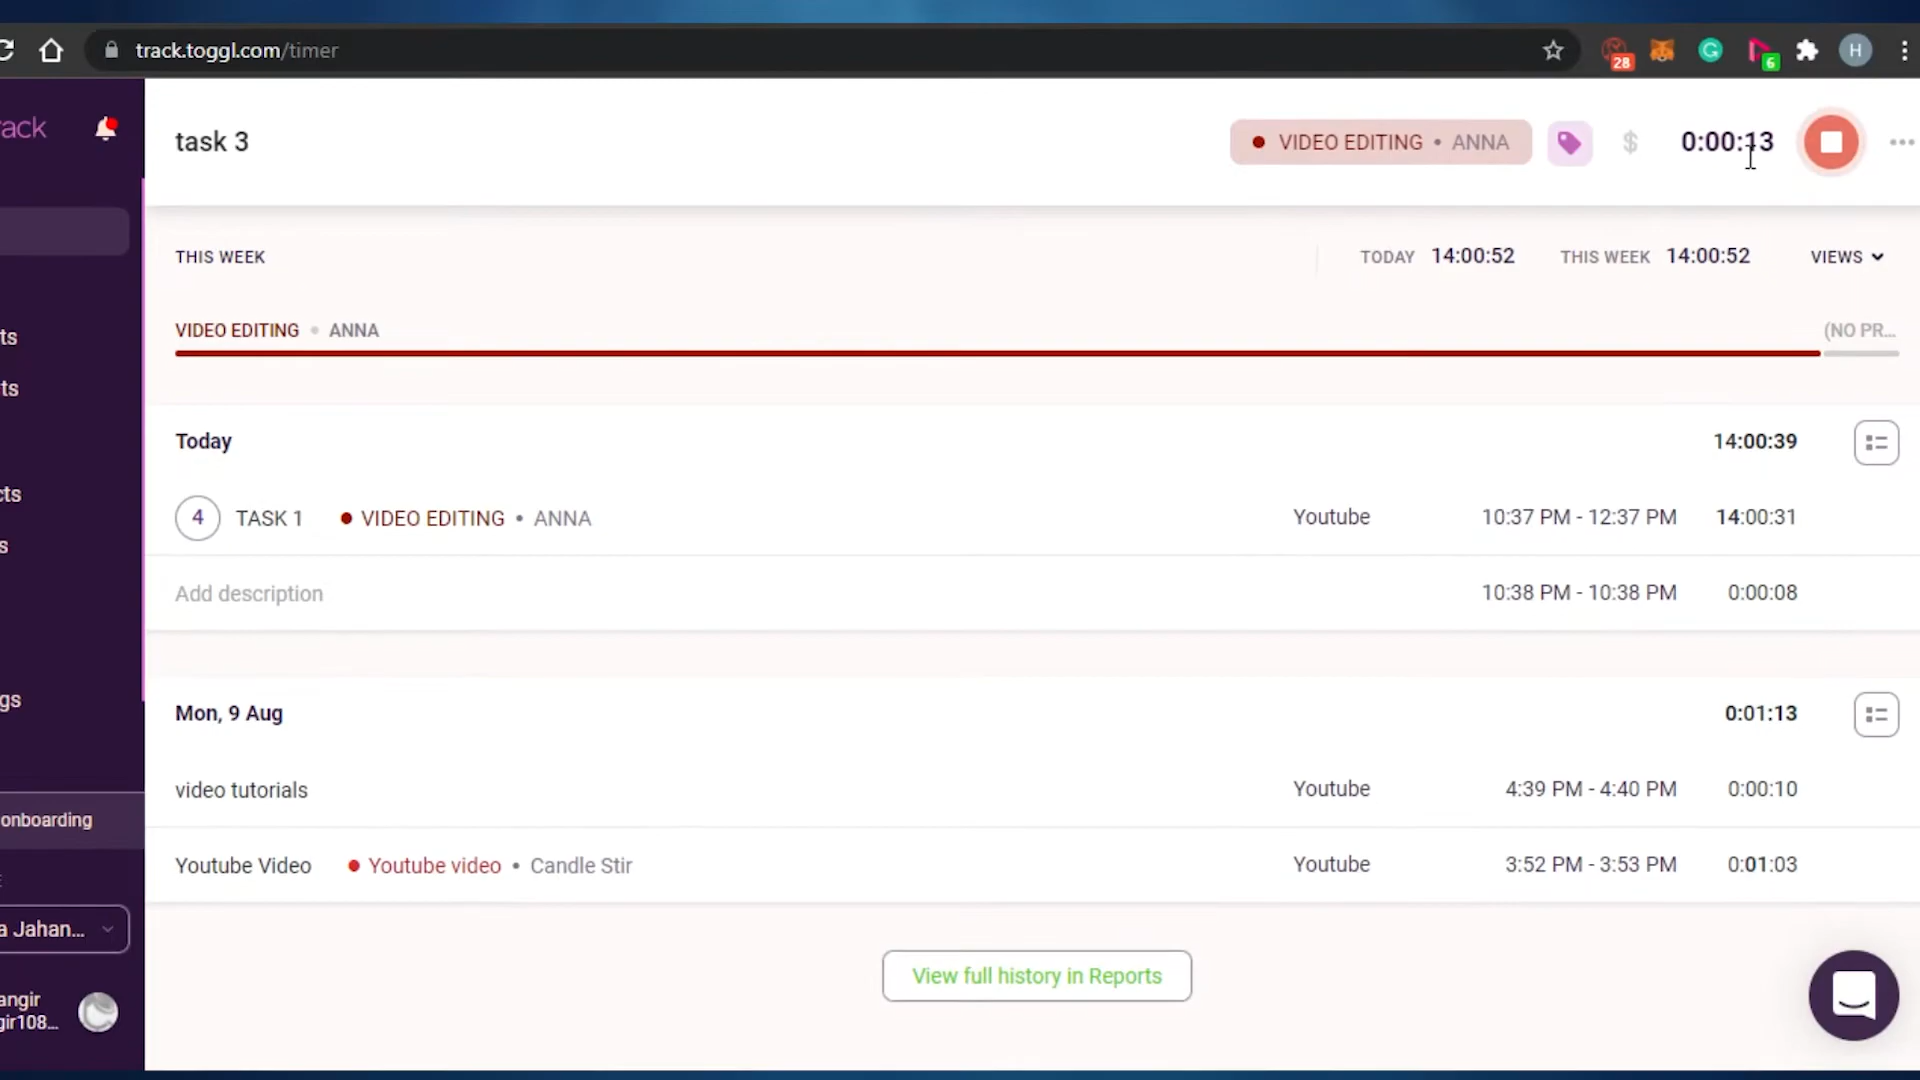 track.toggl.com/timer
28
G
6
H
rack
task 3
VIDEO EDITING • ANNA
$
0:00:13
THIS WEEK
TODAY 14:00:52
THIS WEEK 14:00:52
VIEWS
VIDEO EDITING • ANNA
(NO PR...
ts
ts
cts
s
gs
onboarding
a Jahan...
angir
gir108...
Today
14:00:39
4 TASK 1 • VIDEO EDITING • ANNA Youtube 10:37 PM - 12:37 PM 14:00:31
Add description 10:38 PM - 10:38 PM 0:00:08
Mon, 9 Aug 0:01:13
video tutorials Youtube 4:39 PM - 4:40 PM 0:00:10
Youtube Video • Youtube video • Candle Stir Youtube 3:52 PM - 3:53 PM 0:01:03
View full history in Reports